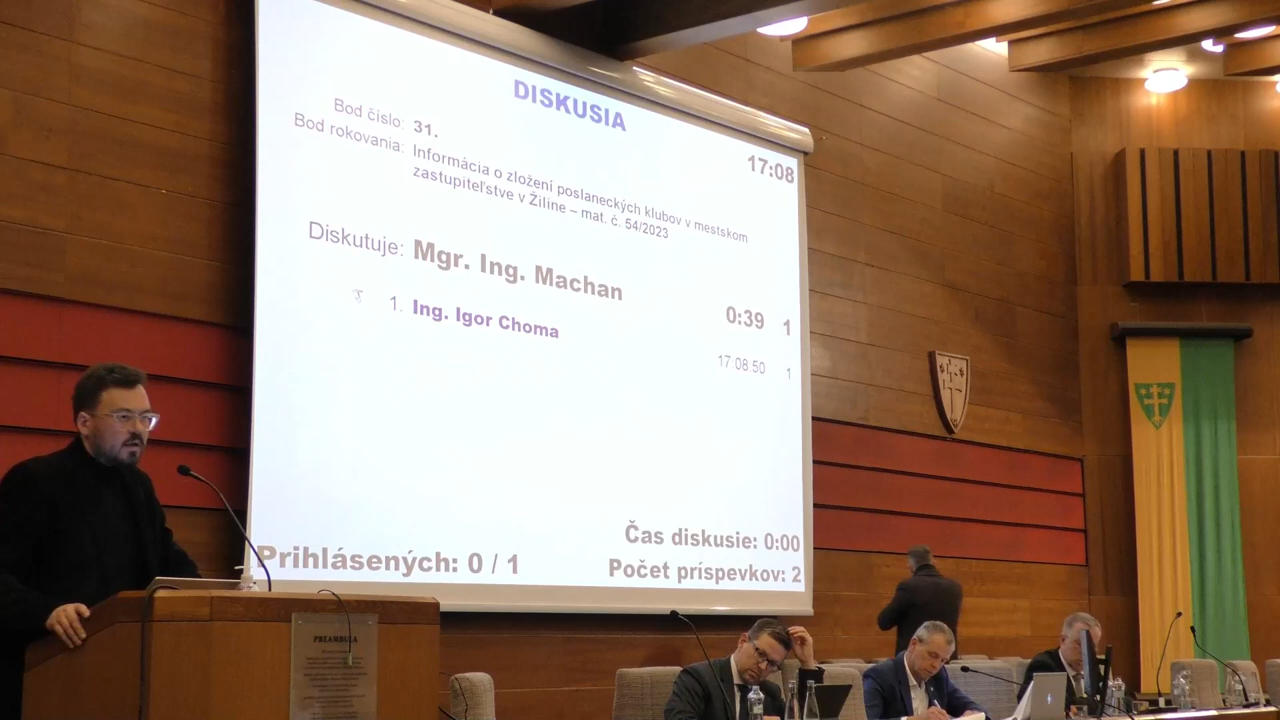 DISKUSIA
17:08
Bod číslo: 31.
Bod rokovania: Informácia o zložení poslaneckých klubov v mestskom
zastupiteľstve v Žiline – mat. č. 54/2023
Diskutuje: Mgr. Ing. Machan
0:39 1
1. Ing. Igor Choma
17:08:50 1
Čas diskusie: 0:00
Prihlásených: 0 / 1
Počet príspevkov: 2
PREAMBULA